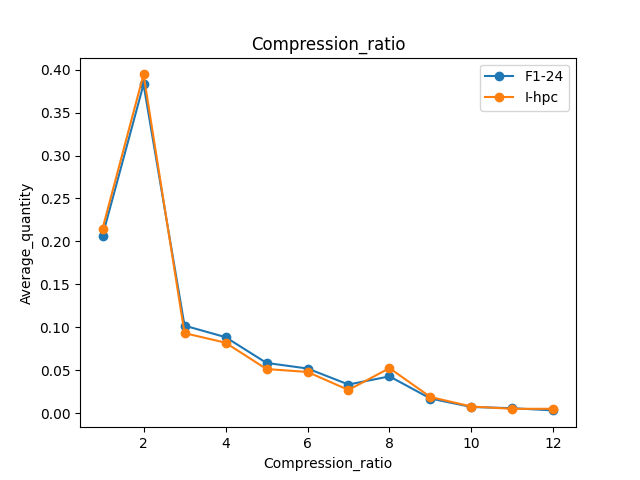 Compression_ratio
F1-24
I-hpc
Average_quantity
0.40
0.35
0.30
0.25
0.20
0.15
0.10
0.05
0.00
2 4 6 8 10 12
Compression_ratio